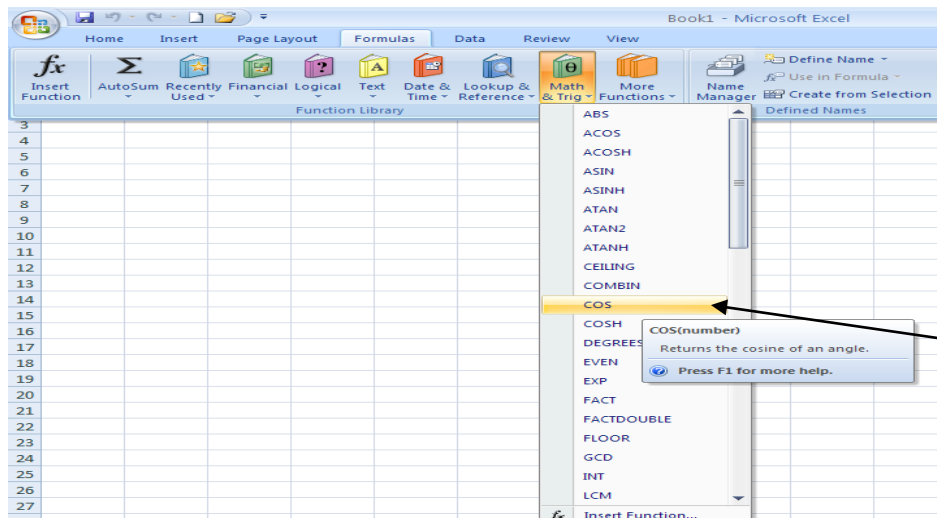 Book1 - Microsoft Excel
Home Insert Page Layout Formulas Data Review View
fx Σ ? A θ
Insert Function AutoSum Recently Used Financial Logical Text Date & Time Lookup & Reference Math & Trig More Functions Name Manager
Define Name
fx Use in Formula
Create from Selection
Function Library Defined Names
ABS
ACOS
ACOSH
ASIN
ASINH
ATAN
ATAN2
ATANH
CEILING
COMBIN
COS
COSH
DEGREES
EVEN
EXP
FACT
FACTDOUBLE
FLOOR
GCD
INT
LCM
fx Insert Function...
COS(number)
Returns the cosine of an angle.
? Press F1 for more help.
3
4
5
6
7
8
9
10
11
12
13
14
15
16
17
18
19
20
21
22
23
24
25
26
27